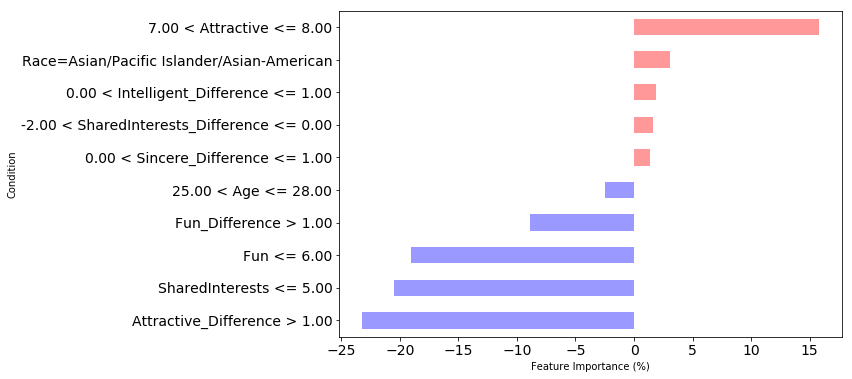 7.00 < Attractive <= 8.00
Race=Asian/Pacific Islander/Asian-American
0.00 < Intelligent_Difference <= 1.00
-2.00 < SharedInterests_Difference <= 0.00
0.00 < Sincere_Difference <= 1.00
25.00 < Age <= 28.00
Fun_Difference > 1.00
Fun <= 6.00
SharedInterests <= 5.00
Attractive_Difference > 1.00
Condition
−25 −20 −15 −10 −5 0 5 10 15
Feature Importance (%)